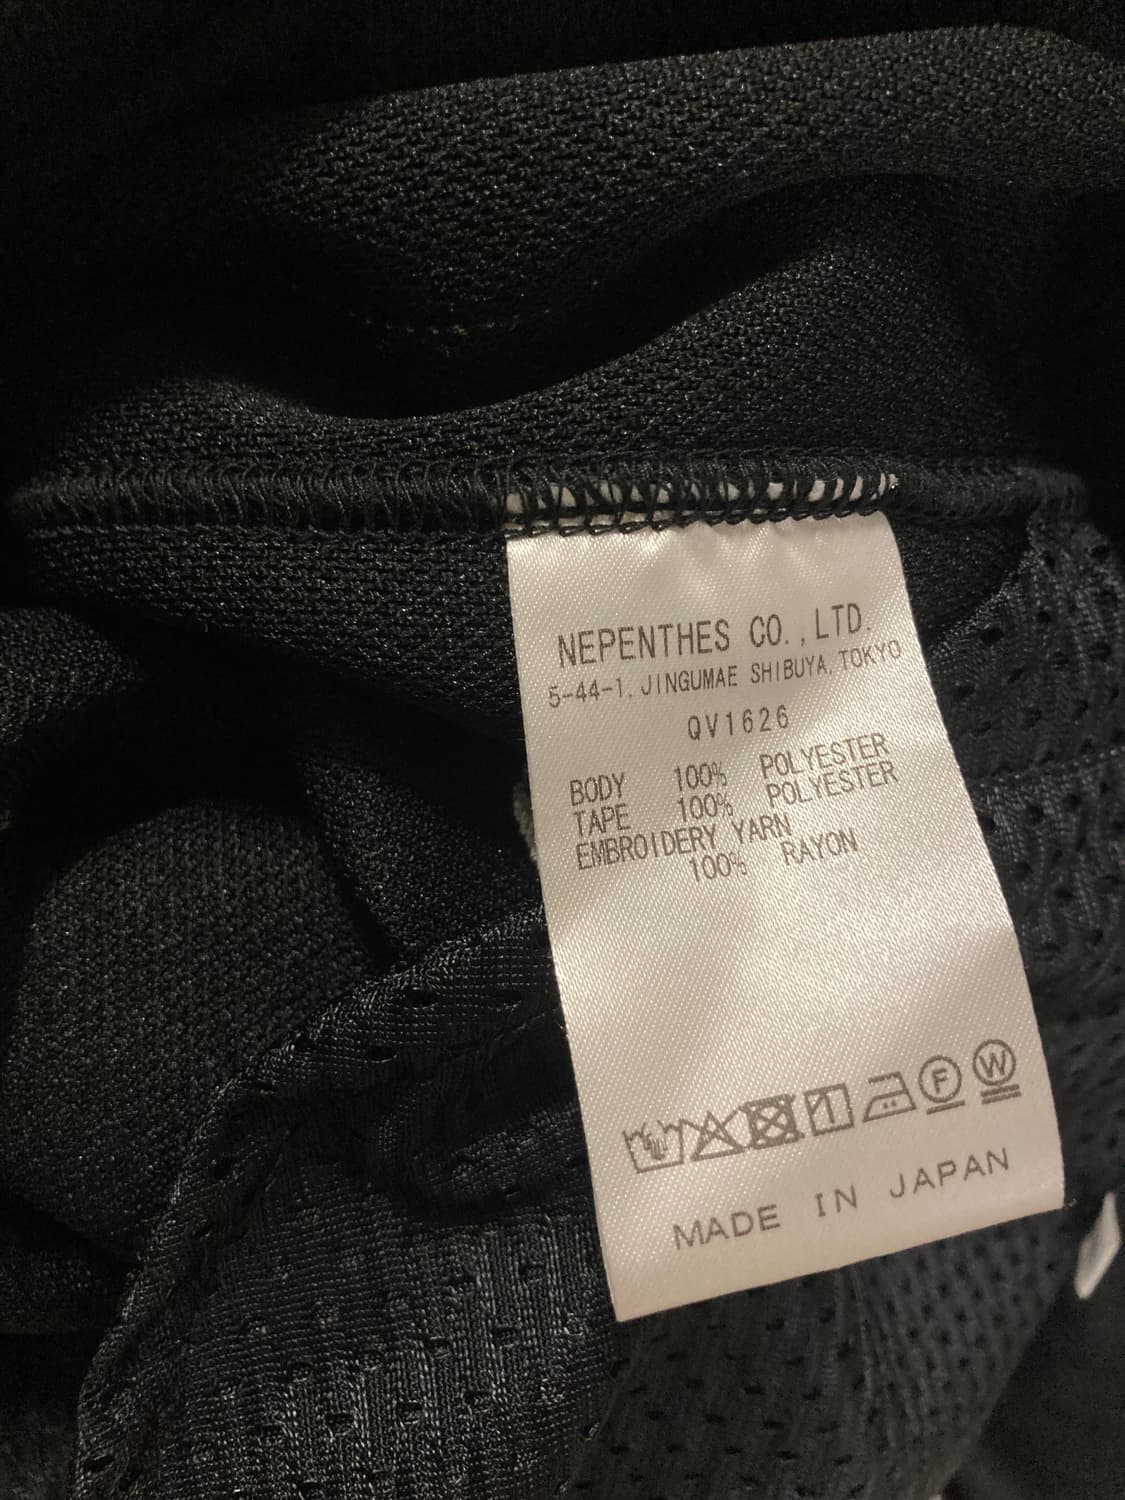 NEPENTHES CO.,LTD.
5-44-1, JINGUMAE SHIBUYA, TOKYO
QV1626
BODY 100% POLYESTER
TAPE 100% POLYESTER
EMBROIDERY YARN
100% RAYON
F W
MADE IN JAPAN